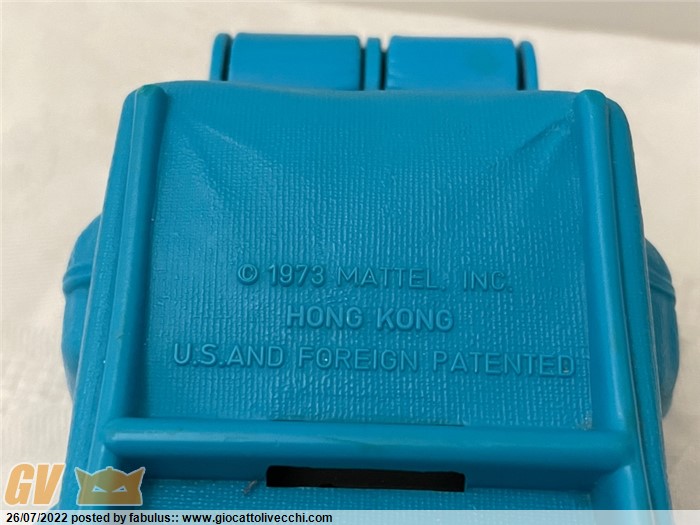 © 1973 MATTEL, INC.
HONG KONG
U.S.AND FOREIGN PATENTED
GV
26/07/2022 posted by fabulus:: www.giocattolivecchi.com